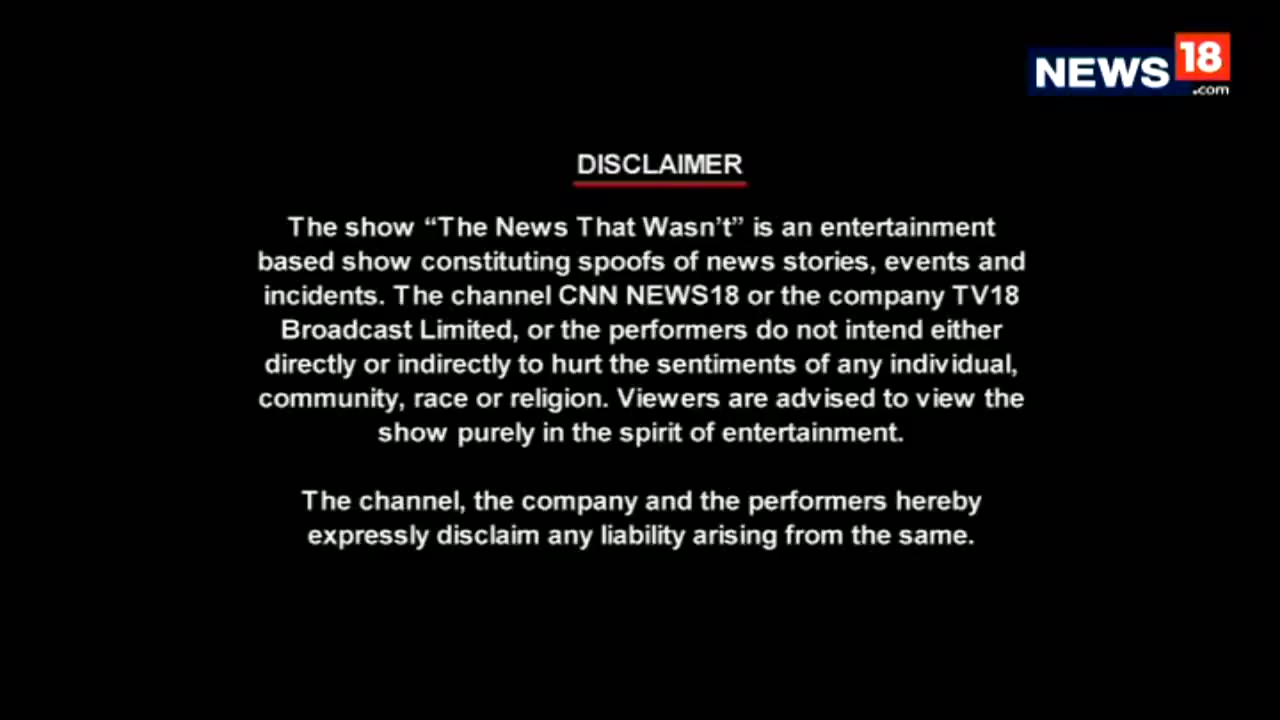 NEWS 18
.com
DISCLAIMER
The show “The News That Wasn’t” is an entertainment
based show constituting spoofs of news stories, events and
incidents. The channel CNN NEWS18 or the company TV18
Broadcast Limited, or the performers do not intend either
directly or indirectly to hurt the sentiments of any individual,
community, race or religion. Viewers are advised to view the
show purely in the spirit of entertainment.
The channel, the company and the performers hereby
expressly disclaim any liability arising from the same.